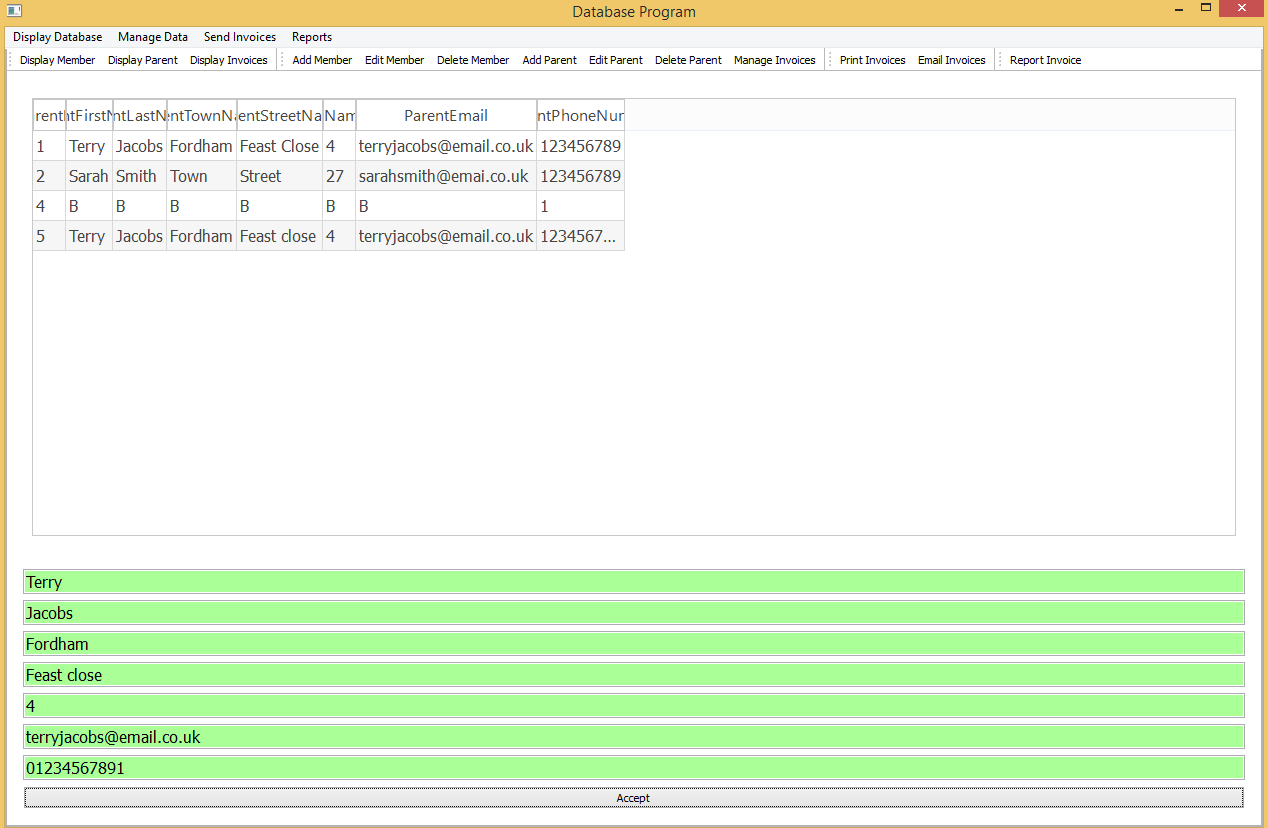 Database Program
Display Database Manage Data Send Invoices Reports
Display Member Display Parent Display Invoices Add Member Edit Member Delete Member Add Parent Edit Parent Delete Parent Manage Invoices Print Invoices Email Invoices Report Invoice
rentI ntFirstN ntLastN entTownNa entStreetNa Nam ParentEmail ntPhoneNur
1 Terry Jacobs Fordham Feast Close 4 terryjacobs@email.co.uk 123456789
2 Sarah Smith Town Street 27 sarahsmith@emai.co.uk 123456789
4 B B B B B B 1
5 Terry Jacobs Fordham Feast close 4 terryjacobs@email.co.uk 1234567...
Terry
Jacobs
Fordham
Feast close
4
terryjacobs@email.co.uk
01234567891
Accept